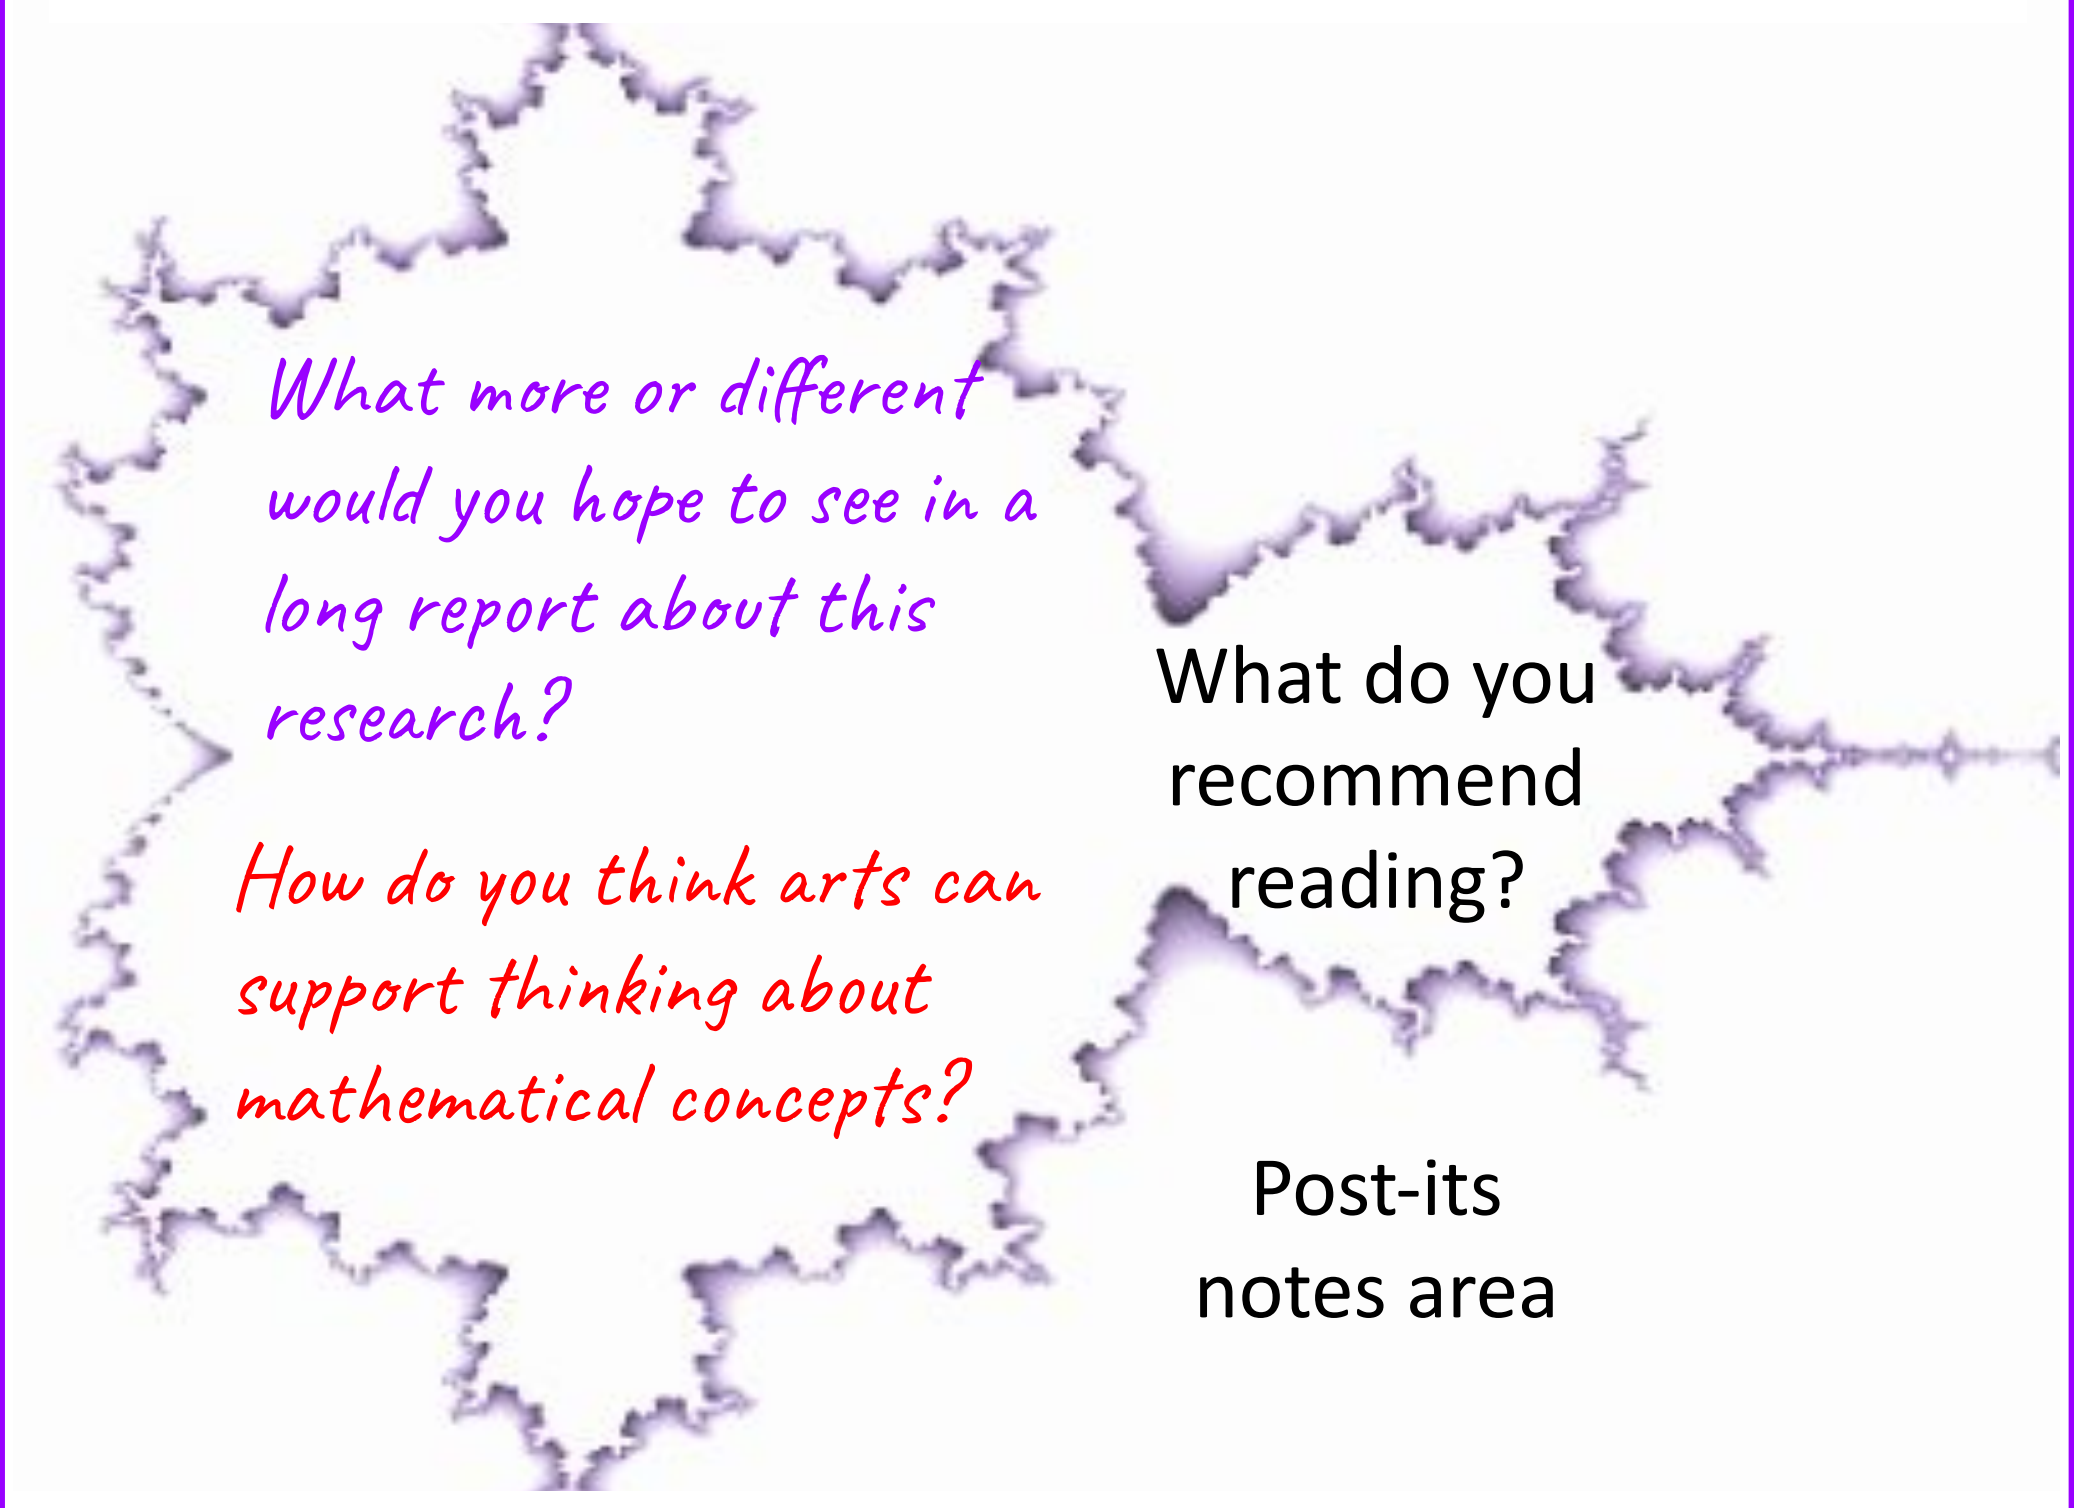 What more or different
would you hope to see in a
long report about this
research?
How do you think arts can
support thinking about
mathematical concepts?
What do you
recommend
reading?
Post-its
notes area